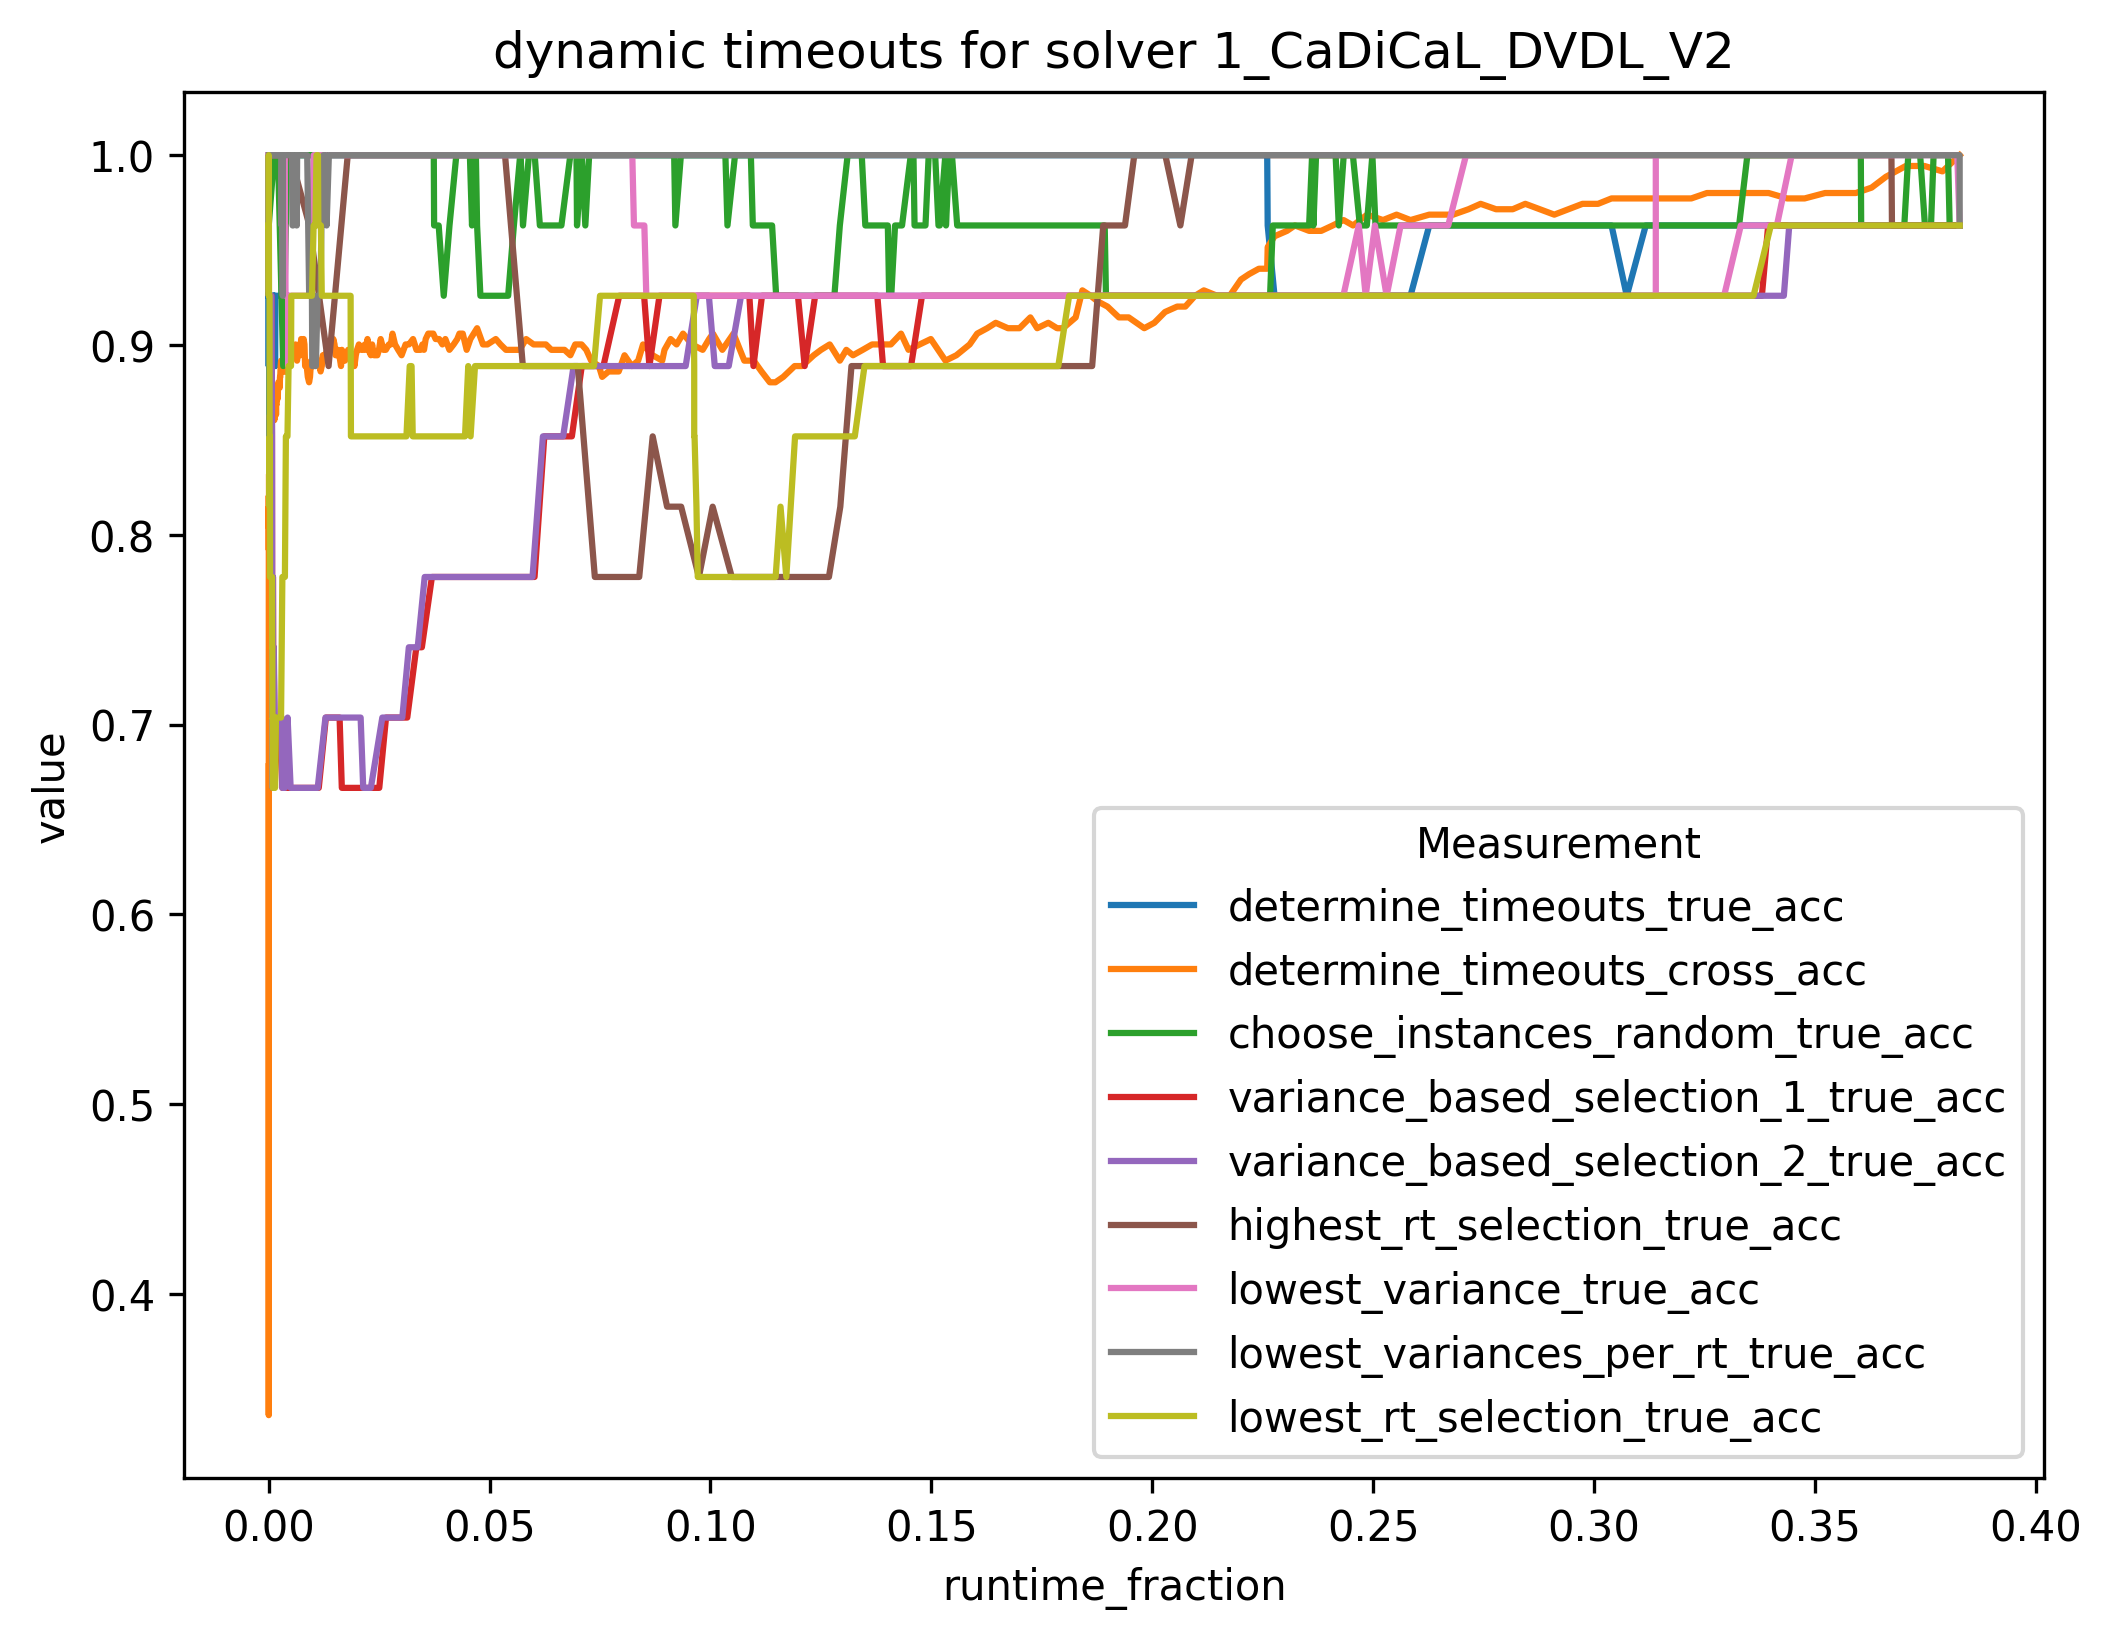 dynamic timeouts for solver 1_CaDiCaL_DVDL_V2
1.0
0.9
0.8
0.7
0.6
0.5
0.4
value
Measurement
determine_timeouts_true_acc
determine_timeouts_cross_acc
choose_instances_random_true_acc
variance_based_selection_1_true_acc
variance_based_selection_2_true_acc
highest_rt_selection_true_acc
lowest_variance_true_acc
lowest_variances_per_rt_true_acc
lowest_rt_selection_true_acc
0.00 0.05 0.10 0.15 0.20 0.25 0.30 0.35 0.40
runtime_fraction